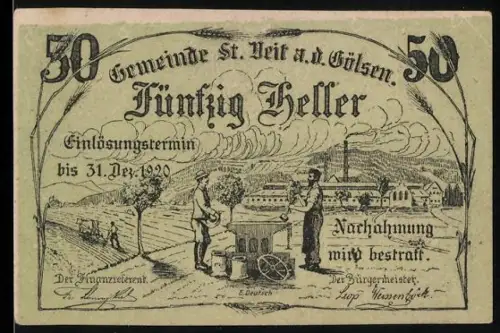 50 50
Gemeinde St. Veit a. d. Gölsen.
Fünfzig Heller
Einlösungstermin
bis 31. Dez. 1920
Nachahmung
wird bestraft.
Der Finanzreferent.
Der Bürgermeister.
E. Deutsch